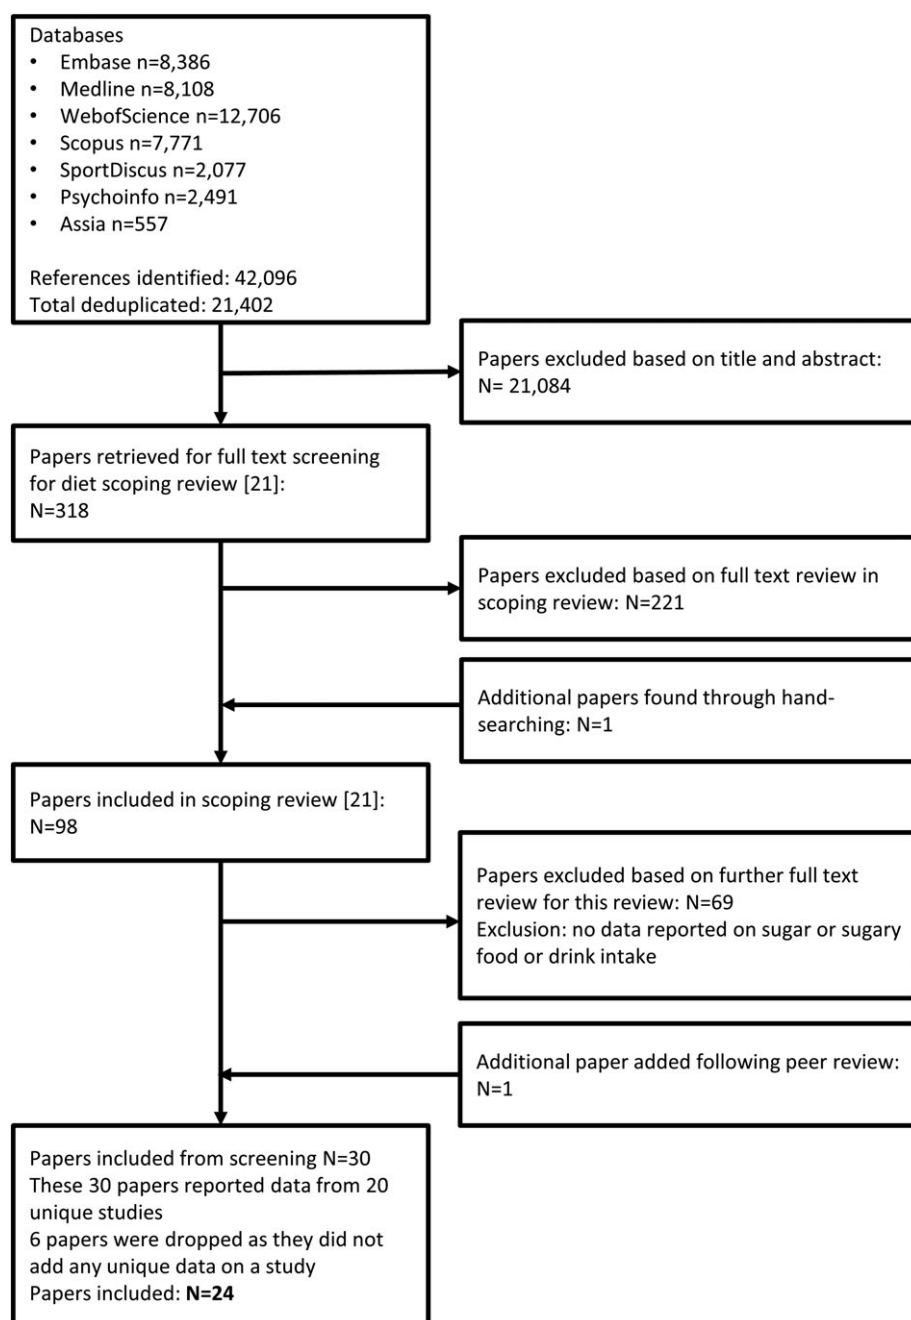 Databases
• Embase n=8,386
• Medline n=8,108
• WebofScience n=12,706
• Scopus n=7,771
• SportDiscus n=2,077
• Psychoinfo n=2,491
• Assia n=557
References identified: 42,096
Total deduplicated: 21,402
Papers excluded based on title and abstract:
N= 21,084
Papers retrieved for full text screening
for diet scoping review [21]:
N=318
Papers excluded based on full text review in
scoping review: N=221
Additional papers found through hand-
searching: N=1
Papers included in scoping review [21]:
N=98
Papers excluded based on further full text
review for this review: N=69
Exclusion: no data reported on sugar or sugary
food or drink intake
Additional paper added following peer review:
N=1
Papers included from screening N=30
These 30 papers reported data from 20
unique studies
6 papers were dropped as they did not
add any unique data on a study
Papers included: N=24